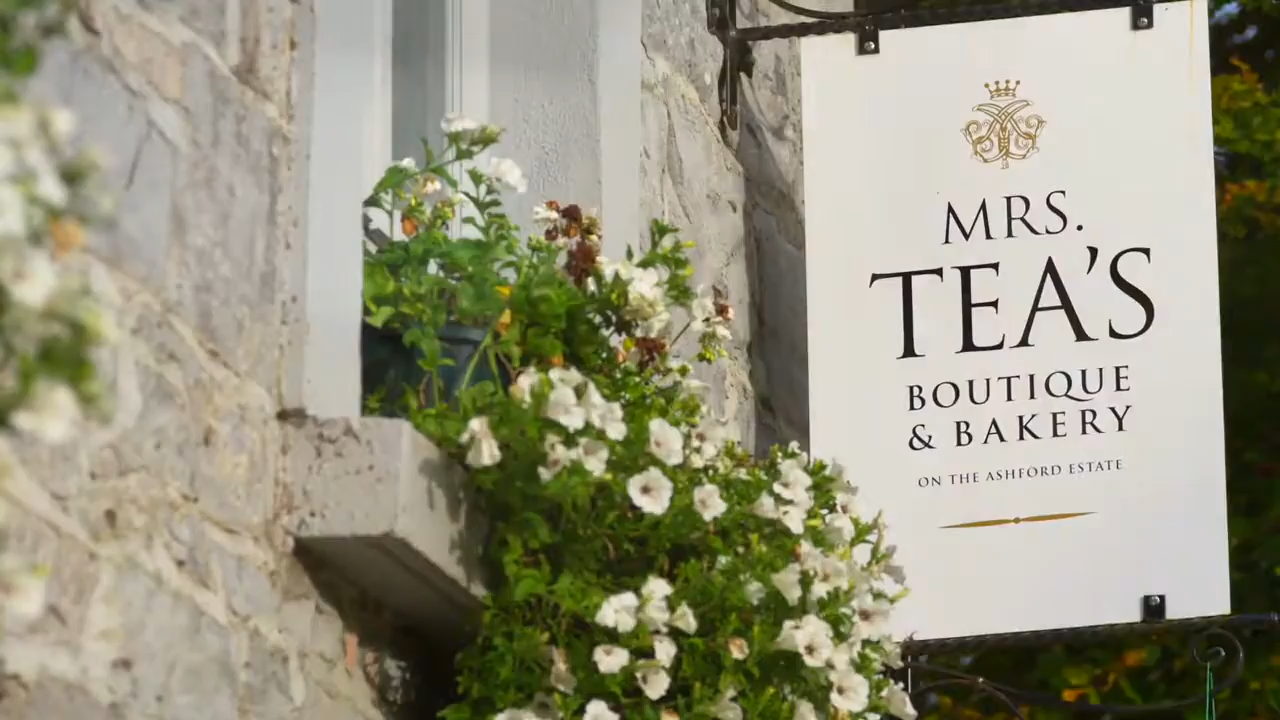 MRS.
TEA'S
BOUTIQUE
& BAKERY
ON THE ASHFORD ESTATE